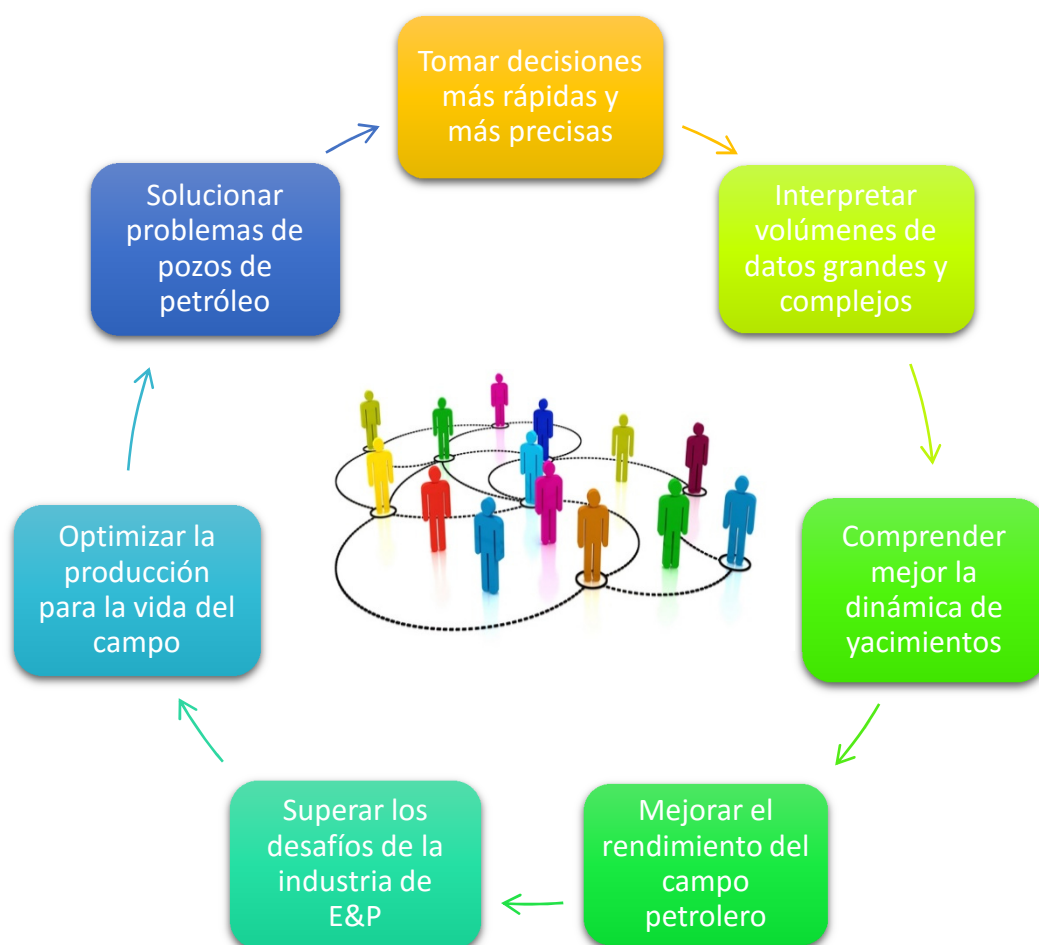 Tomar decisiones
más rápidas y
más precisas
Interpretar
volúmenes de
datos grandes y
complejos
Comprender
mejor la
dinámica de
yacimientos
Mejorar el
rendimiento del
campo
petrolero
Superar los
desafíos de la
industria de
E&P
Optimizar la
producción
para la vida del
campo
Solucionar
problemas de
pozos de
petróleo